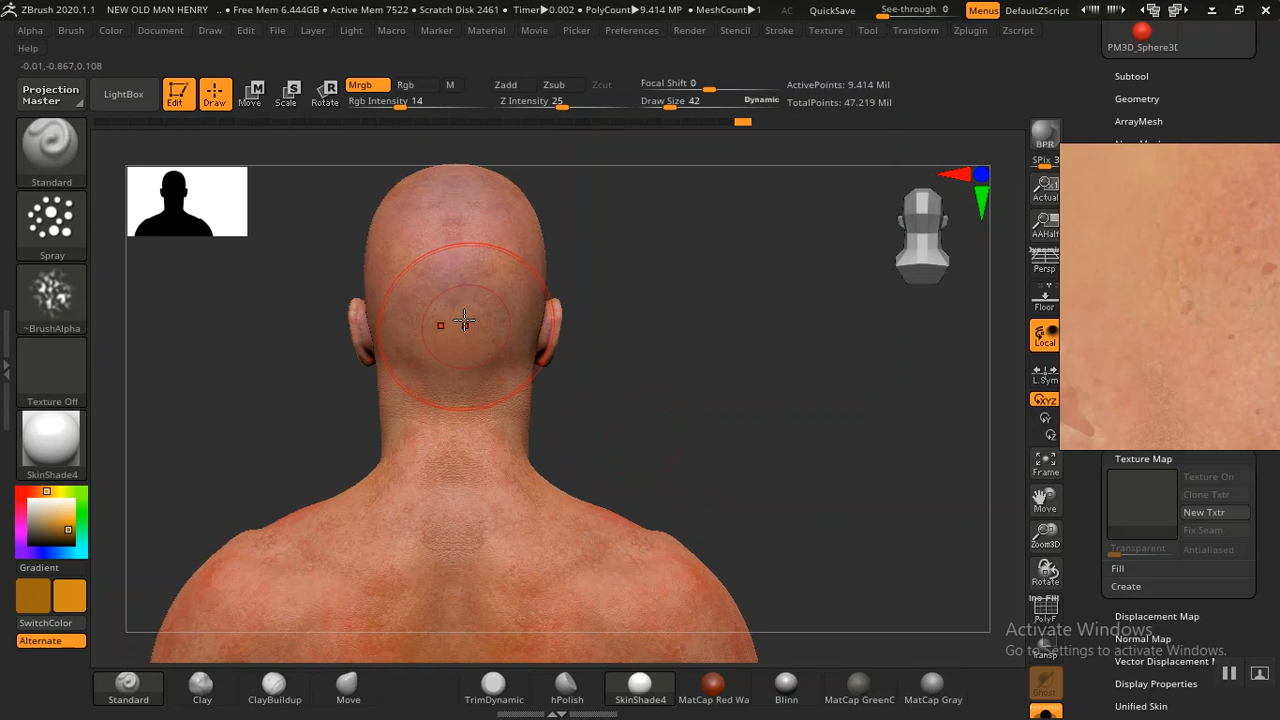 ZBrush 2020.1.1 NEW OLD MAN HENRY .. • Free Mem 6.444GB • Active Mem 7522 • Scratch Disk 2461 • Timer▶0.002 • PolyCount▶9.414 MP • MeshCount▶1 AC QuickSave See-through 0 Menus DefaultZScript
Alpha Brush Color Document Draw Edit File Layer Light Macro Marker Material Movie Picker Preferences Render Stencil Stroke Texture Tool Transform Zplugin Zscript
Help
-0.01,-0.867,0.108
PM3D_Sphere3D
Projection Master
LightBox
Edit Draw Move Scale Rotate
Mrgb Rgb M
Rgb Intensity 14
Zadd Zsub Zcut
Z Intensity 25
Focal Shift 0
Draw Size 42 Dynamic
ActivePoints: 9.414 Mil
TotalPoints: 47.219 Mil
Subtool
Geometry
ArrayMesh
Standard
Spray
~BrushAlpha
Texture Off
SkinShade4
Gradient
SwitchColor
Alternate
BPR
SPix 3
Actual
AAHalf
Dynamic
Persp
Floor
Local
L.Sym
XYZ
Frame
Move
Zoom3D
Rotate
PolyF
Transp
Ghost
Texture Map
Texture On
Clone Txtr
New Txtr
Fix Seam
Transparent Antialiased
Fill
Create
Displacement Map
Normal Map
Vector Displacement M
Display Properties
Unified Skin
Activate Windows
Go to Settings to activate Windows.
Standard Clay ClayBuildup Move TrimDynamic hPolish SkinShade4 MatCap Red Wa Blinn MatCap GreenC MatCap Gray